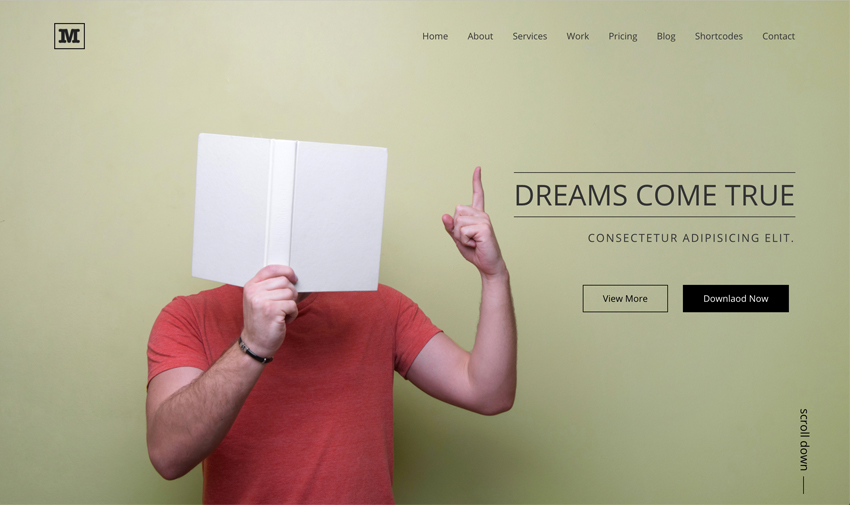 M
Home About Services Work Pricing Blog Shortcodes Contact
DREAMS COME TRUE
CONSECTETUR ADIPISICING ELIT.
View More Downlaod Now
scroll down